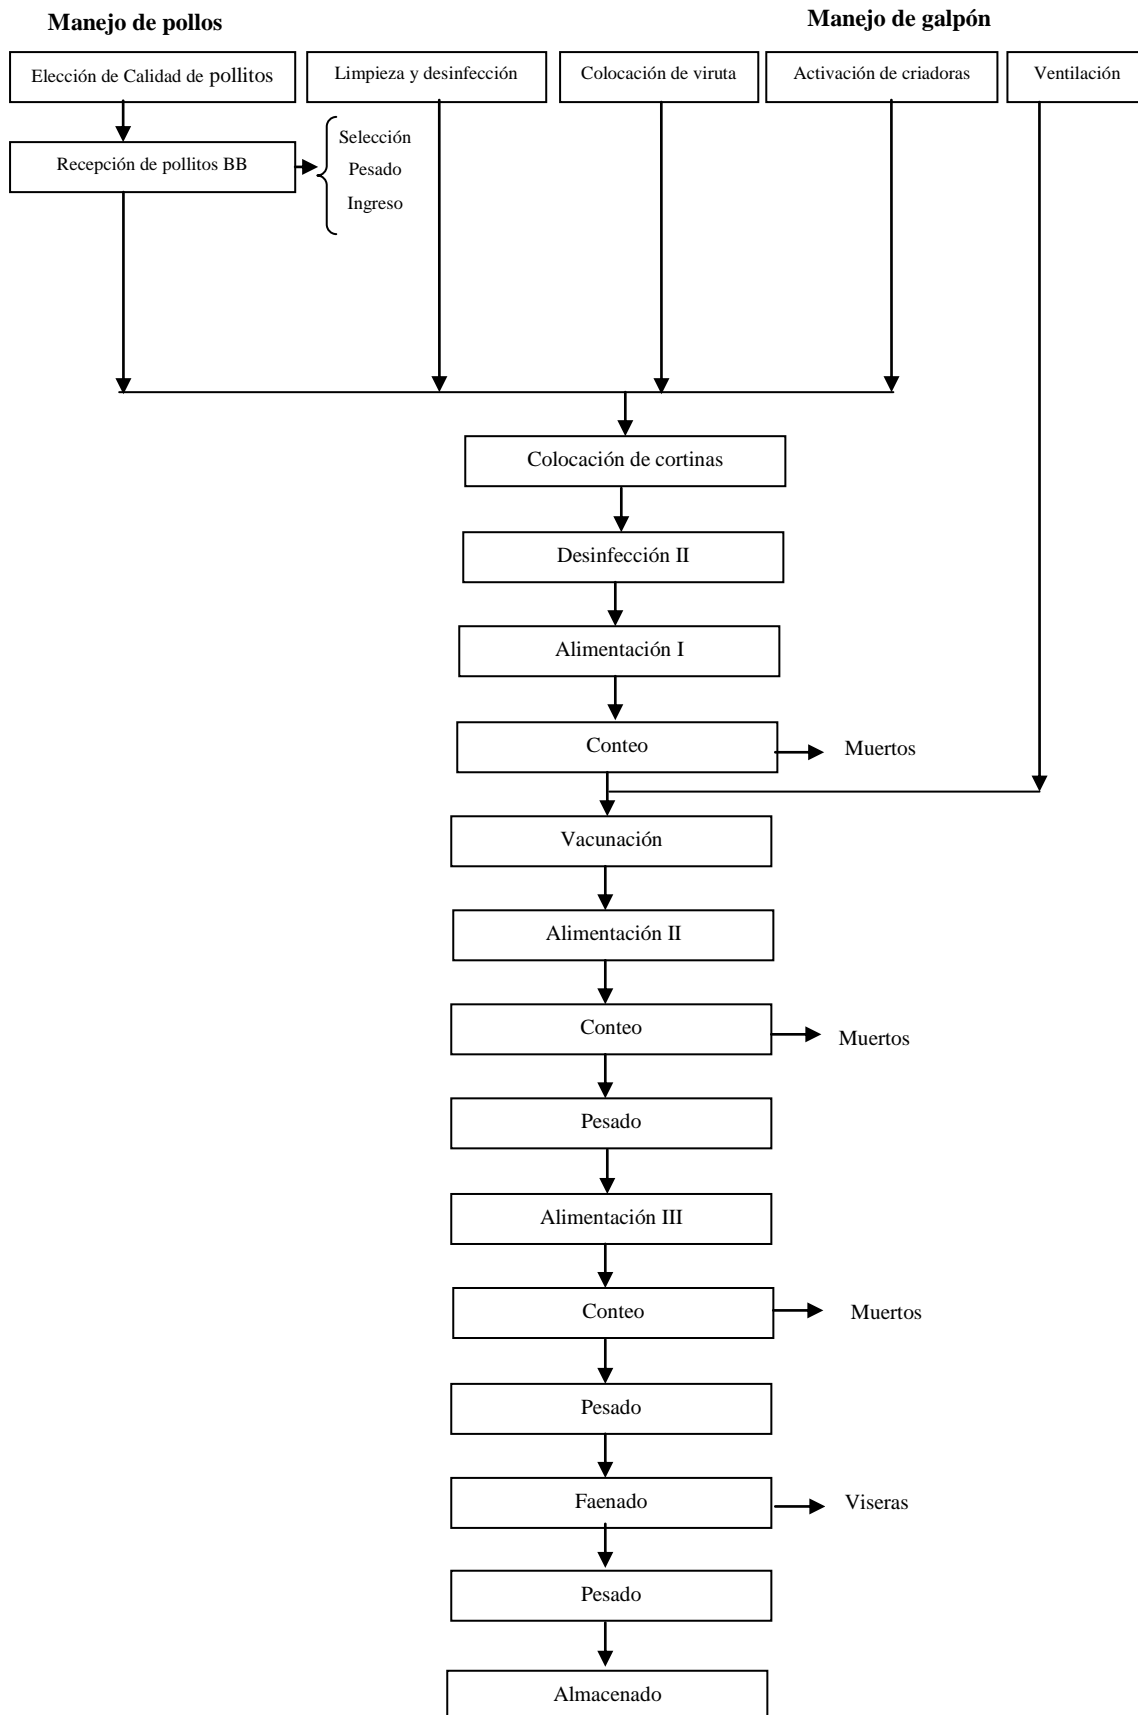 Manejo de pollos
Manejo de galpón
Elección de Calidad de pollitos
Limpieza y desinfección
Colocación de viruta
Activación de criadoras
Ventilación
Recepción de pollitos BB
Selección
Pesado
Ingreso
Colocación de cortinas
Desinfección II
Alimentación I
Conteo
Muertos
Vacunación
Alimentación II
Conteo
Muertos
Pesado
Alimentación III
Conteo
Muertos
Pesado
Faenado
Viseras
Pesado
Almacenado